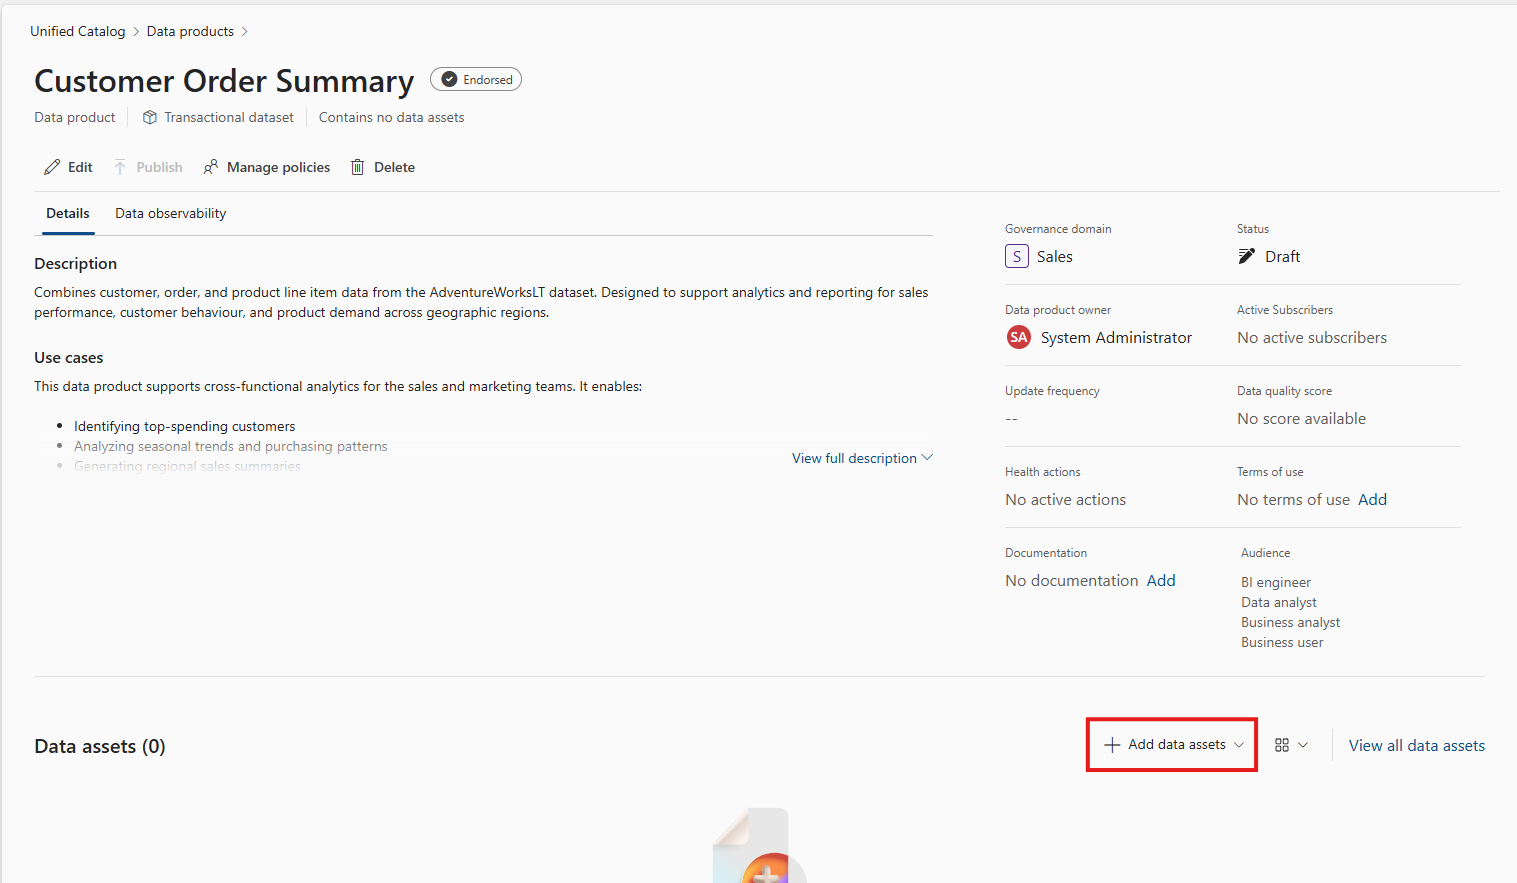 Unified Catalog > Data products >
Customer Order Summary
Endorsed
Data product
Transactional dataset
Contains no data assets
Edit
Publish
Manage policies
Delete
Details
Data observability
Description
Combines customer, order, and product line item data from the AdventureWorksLT dataset. Designed to support analytics and reporting for sales
performance, customer behaviour, and product demand across geographic regions.
Use cases
This data product supports cross-functional analytics for the sales and marketing teams. It enables:
• Identifying top-spending customers
• Analyzing seasonal trends and purchasing patterns
• Generating regional sales summaries
View full description
Governance domain
S Sales
Status
Draft
Data product owner
SA System Administrator
Active Subscribers
No active subscribers
Update frequency
--
Data quality score
No score available
Health actions
No active actions
Terms of use
No terms of use Add
Documentation
No documentation Add
Audience
BI engineer
Data analyst
Business analyst
Business user
Data assets (0)
Add data assets
View all data assets